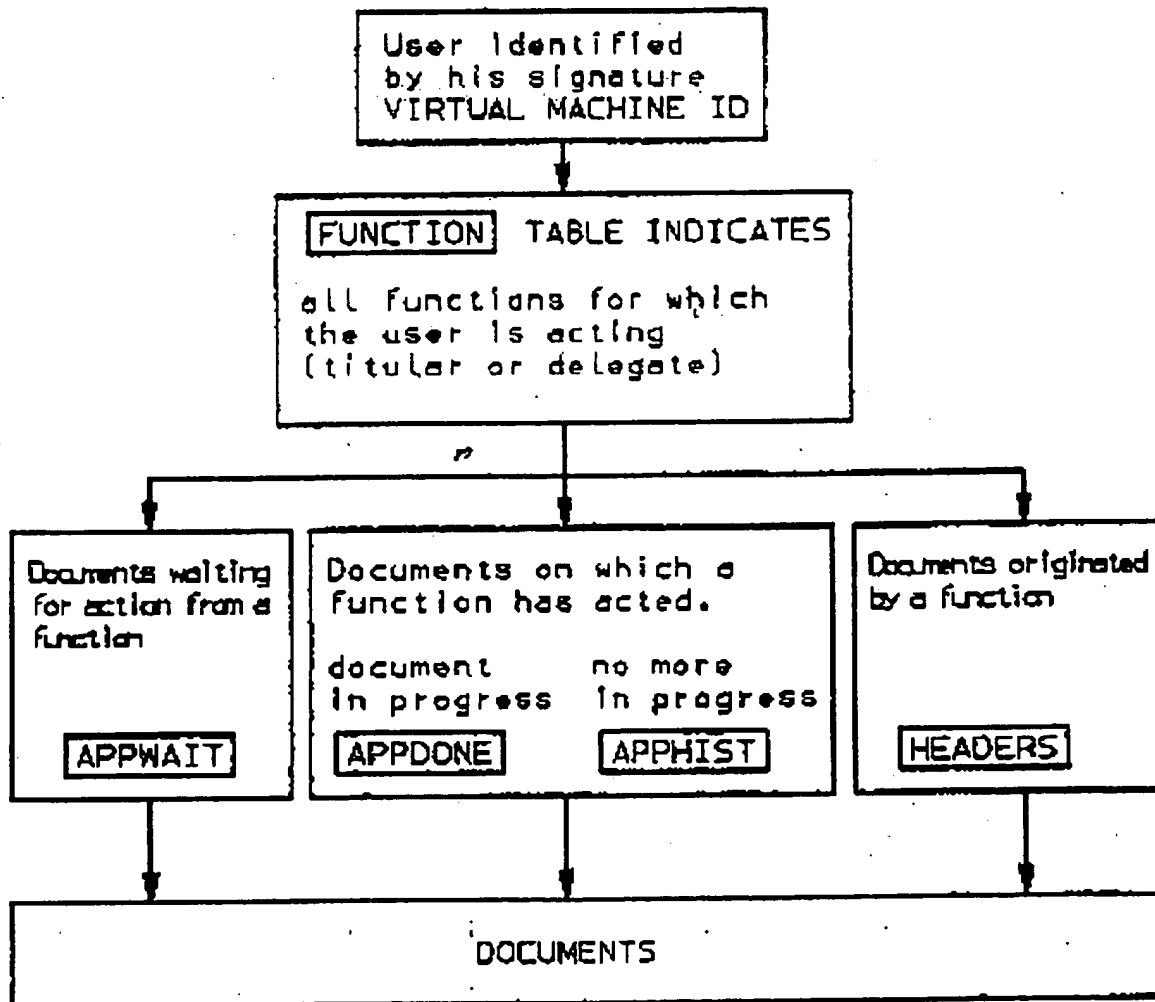 User identified
by his signature
VIRTUAL MACHINE ID
FUNCTION TABLE INDICATES
all functions for which
the user is acting
(titular or delegate)
Documents waiting
for action from a
function
APPWAIT
Documents on which a
function has acted.
document no more
in progress in progress
APPDONE APPHIST
Documents originated
by a function
HEADERS
DOCUMENTS